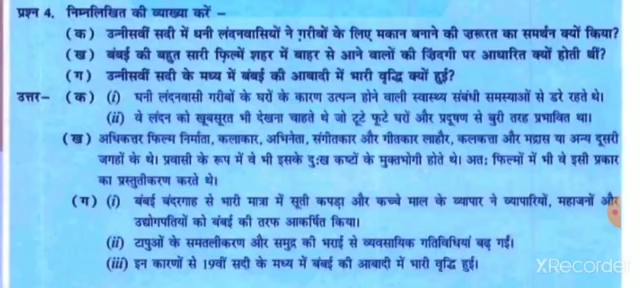 प्रश्न 4. निम्नलिखित की व्याख्या करें –
(क) उन्नीसवीं सदी में धनी लंदनवासियों ने ग़रीबों के लिए मकान बनाने की ज़रूरत का समर्थन क्यों किया?
(ख) बंबई की बहुत सारी फ़िल्में शहर में बाहर से आने वालों की ज़िंदगी पर आधारित क्यों होती थीं?
(ग) उन्नीसवीं सदी के मध्य में बंबई की आबादी में भारी वृद्धि क्यों हुई?
उत्तर– (क) (i) धनी लंदनवासी गरीबों के घरों के कारण उत्पन्न होने वाली स्वास्थ्य संबंधी समस्याओं से डरे रहते थे।
(ii) वे लंदन को खूबसूरत भी देखना चाहते थे जो टूटे फूटे घरों और प्रदूषण से बुरी तरह प्रभावित था।
(ख) अधिकतर फिल्म निर्माता, कलाकार, अभिनेता, संगीतकार और गीतकार लाहौर, कलकत्ता और मद्रास या अन्य दूसरी
जगहों के थे। प्रवासी के रूप में वे भी इसके दुःख कष्टों के मुक्तभोगी होते थे। अतः फिल्मों में भी वे इसी प्रकार
का प्रस्तुतीकरण करते थे।
(ग) (i) बंबई बंदरगाह से भारी मात्रा में सूती कपड़ा और कच्चे माल के व्यापार ने व्यापारियों, महाजनों और
उद्योगपतियों को बंबई की तरफ आकर्षित किया।
(ii) टापुओं के समतलीकरण और समुद्र की भराई से व्यवसायिक गतिविधियां बढ़ गईं।
(iii) इन कारणों से 19वीं सदी के मध्य में बंबई की आबादी में भारी वृद्धि हुई।
XRecorder